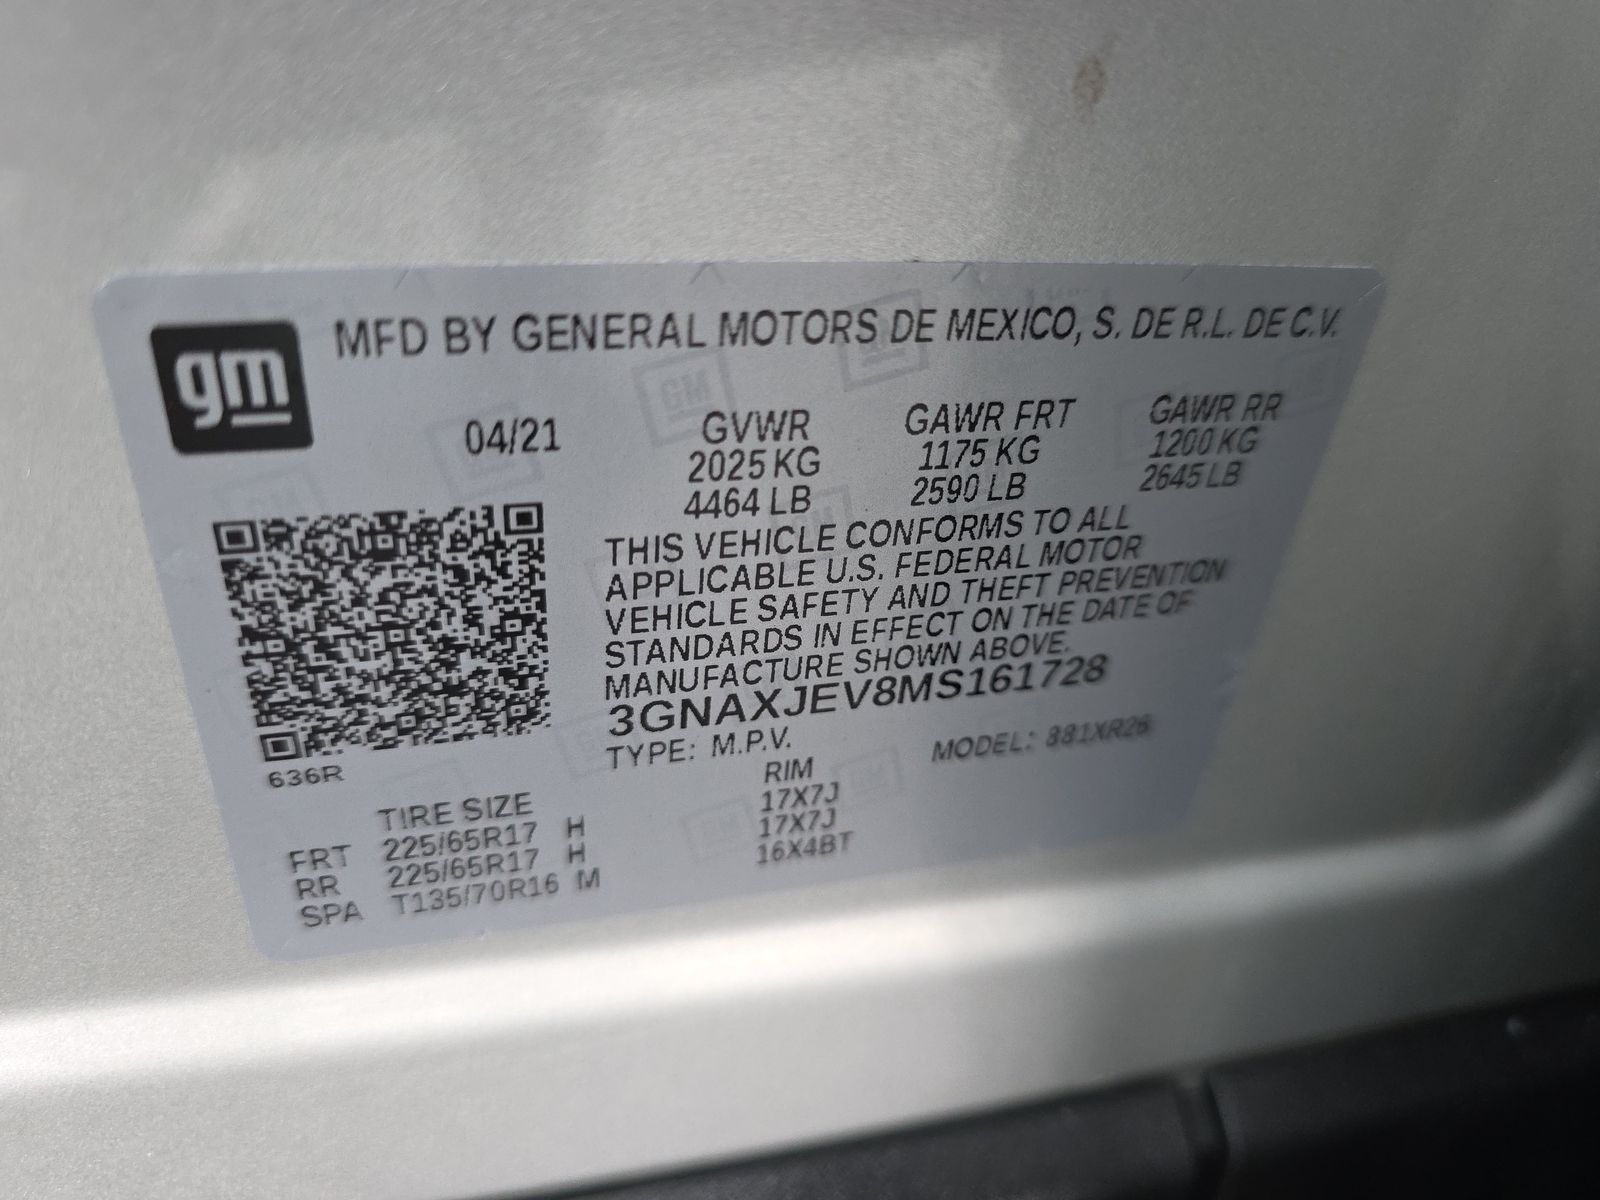 gm
MFD BY GENERAL MOTORS DE MEXICO, S. DE R.L. DE C.V.
04/21 GVWR GAWR FRT GAWR RR
2025 KG 1175 KG 1200 KG
4464 LB 2590 LB 2645 LB
THIS VEHICLE CONFORMS TO ALL
APPLICABLE U.S. FEDERAL MOTOR
VEHICLE SAFETY AND THEFT PREVENTION
STANDARDS IN EFFECT ON THE DATE OF
MANUFACTURE SHOWN ABOVE.
3GNAXJEV8MS161728
TYPE: M.P.V. MODEL: 881XR26
636R
TIRE SIZE RIM
FRT 225/65R17 H 17X7J
RR 225/65R17 H 17X7J
SPA T135/70R16 M 16X4BT